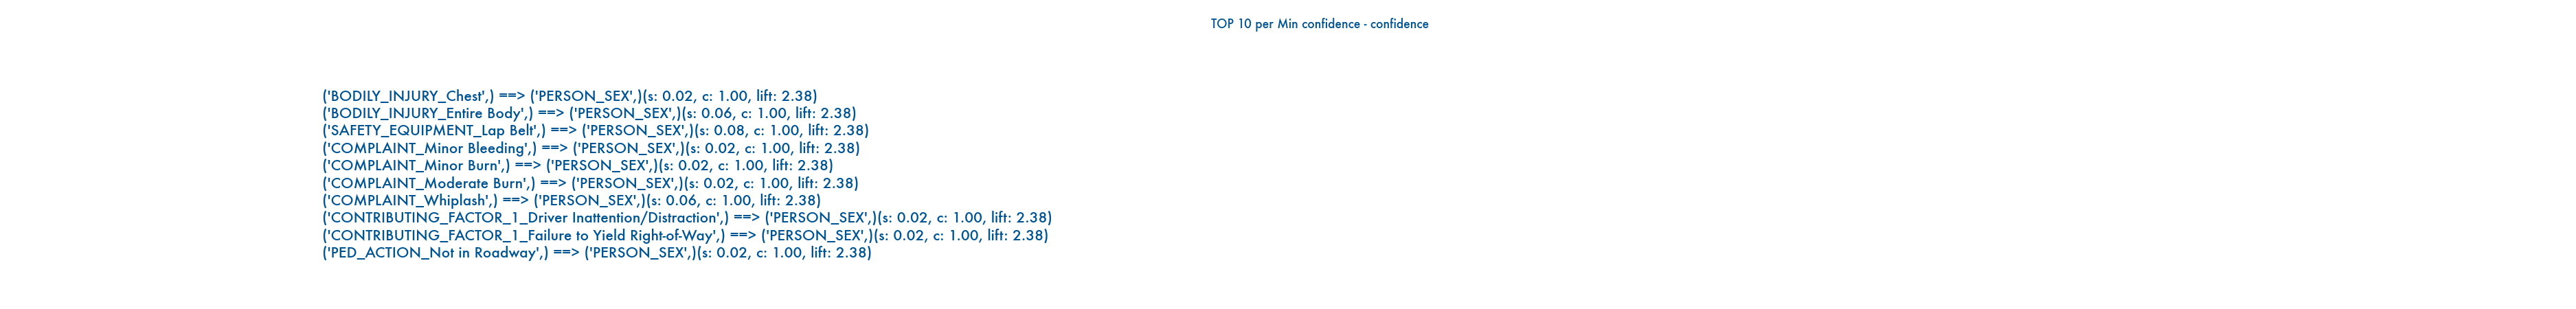 TOP 10 per Min confidence - confidence
('BODILY_INJURY_Chest',) ==> ('PERSON_SEX',)(s: 0.02, c: 1.00, lift: 2.38)
('BODILY_INJURY_Entire Body',) ==> ('PERSON_SEX',)(s: 0.06, c: 1.00, lift: 2.38)
('SAFETY_EQUIPMENT_Lap Belt',) ==> ('PERSON_SEX',)(s: 0.08, c: 1.00, lift: 2.38)
('COMPLAINT_Minor Bleeding',) ==> ('PERSON_SEX',)(s: 0.02, c: 1.00, lift: 2.38)
('COMPLAINT_Minor Burn',) ==> ('PERSON_SEX',)(s: 0.02, c: 1.00, lift: 2.38)
('COMPLAINT_Moderate Burn',) ==> ('PERSON_SEX',)(s: 0.02, c: 1.00, lift: 2.38)
('COMPLAINT_Whiplash',) ==> ('PERSON_SEX',)(s: 0.06, c: 1.00, lift: 2.38)
('CONTRIBUTING_FACTOR_1_Driver Inattention/Distraction',) ==> ('PERSON_SEX',)(s: 0.02, c: 1.00, lift: 2.38)
('CONTRIBUTING_FACTOR_1_Failure to Yield Right-of-Way',) ==> ('PERSON_SEX',)(s: 0.02, c: 1.00, lift: 2.38)
('PED_ACTION_Not in Roadway',) ==> ('PERSON_SEX',)(s: 0.02, c: 1.00, lift: 2.38)